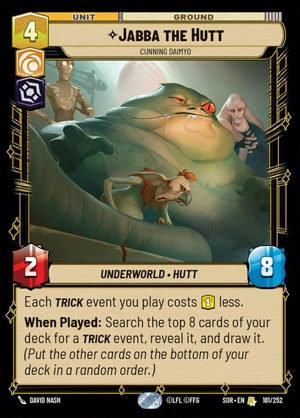 UNIT GROUND
4
✧JABBA THE HUTT
CUNNING DAIMYO
2
8
UNDERWORLD • HUTT
Each TRICK event you play costs 1 less.
When Played: Search the top 8 cards of your
deck for a TRICK event, reveal it, and draw it.
(Put the other cards on the bottom of your
deck in a random order.)
DAVID NASH ©LFL ©FFG SOR • EN R 181/252